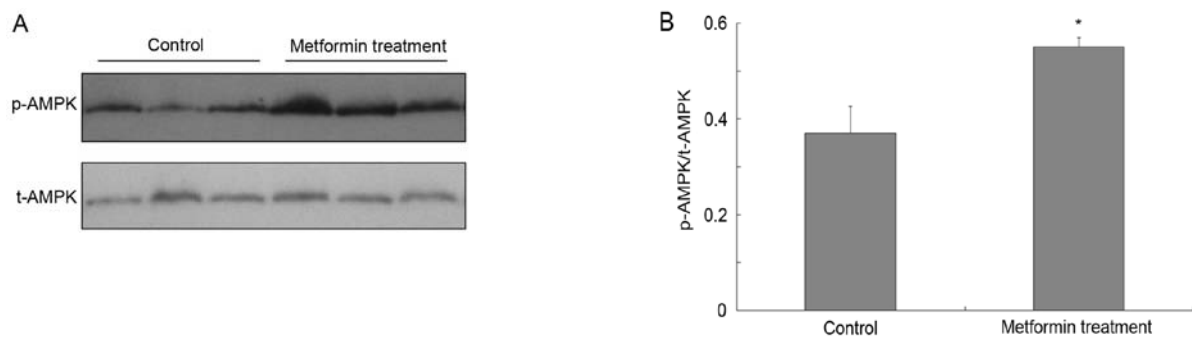 A
Control Metformin treatment
p-AMPK
t-AMPK
B
p-AMPK/t-AMPK
0.6
0.4
0.2
0
*
Control Metformin treatment